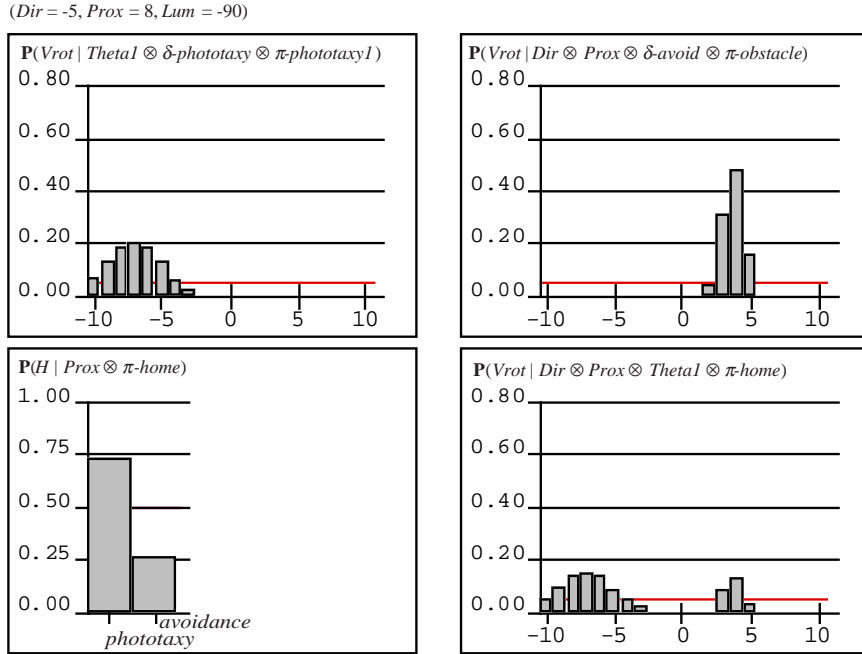 (Dir = -5, Prox = 8, Lum = -90)
P(Vrot | Theta1 ⊗ δ-phototaxy ⊗ π-phototaxy1)
0.80
0.60
0.40
0.20
0.00
-10 -5 0 5 10
P(Vrot | Dir ⊗ Prox ⊗ δ-avoid ⊗ π-obstacle)
0.80
0.60
0.40
0.20
0.00
-10 -5 0 5 10
P(H | Prox ⊗ π-home)
1.00
0.75
0.50
0.25
0.00
avoidance
phototaxy
P(Vrot | Dir ⊗ Prox ⊗ Theta1 ⊗ π-home)
0.80
0.60
0.40
0.20
0.00
-10 -5 0 5 10